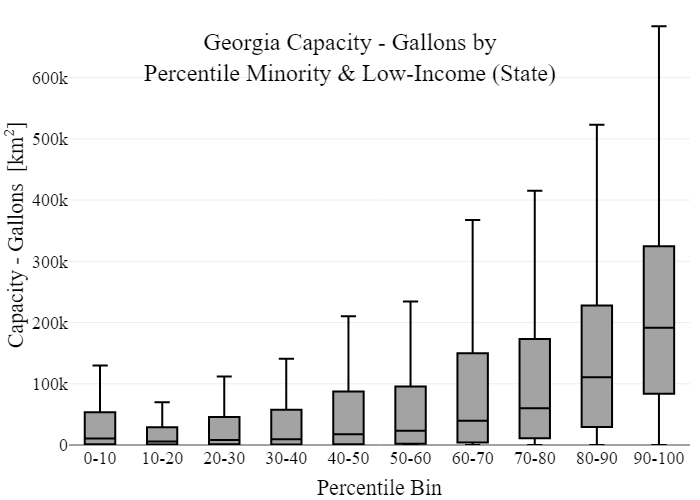 Georgia Capacity - Gallons by
Percentile Minority & Low-Income (State)
Capacity - Gallons [km²]
600k
500k
400k
300k
200k
100k
0
0-10 10-20 20-30 30-40 40-50 50-60 60-70 70-80 80-90 90-100
Percentile Bin